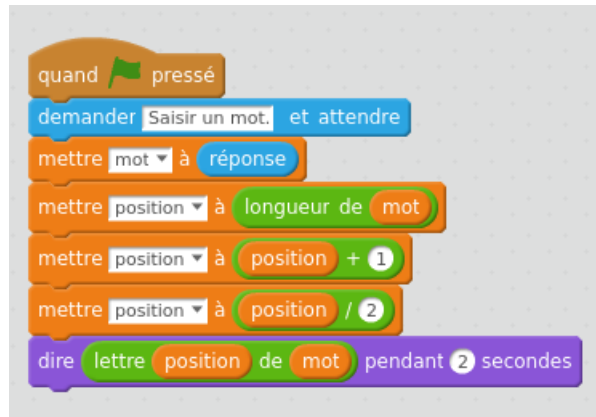 quand pressé
demander Saisir un mot. et attendre
mettre mot à réponse
mettre position à longueur de mot
mettre position à position + 1
mettre position à position / 2
dire lettre position de mot pendant 2 secondes